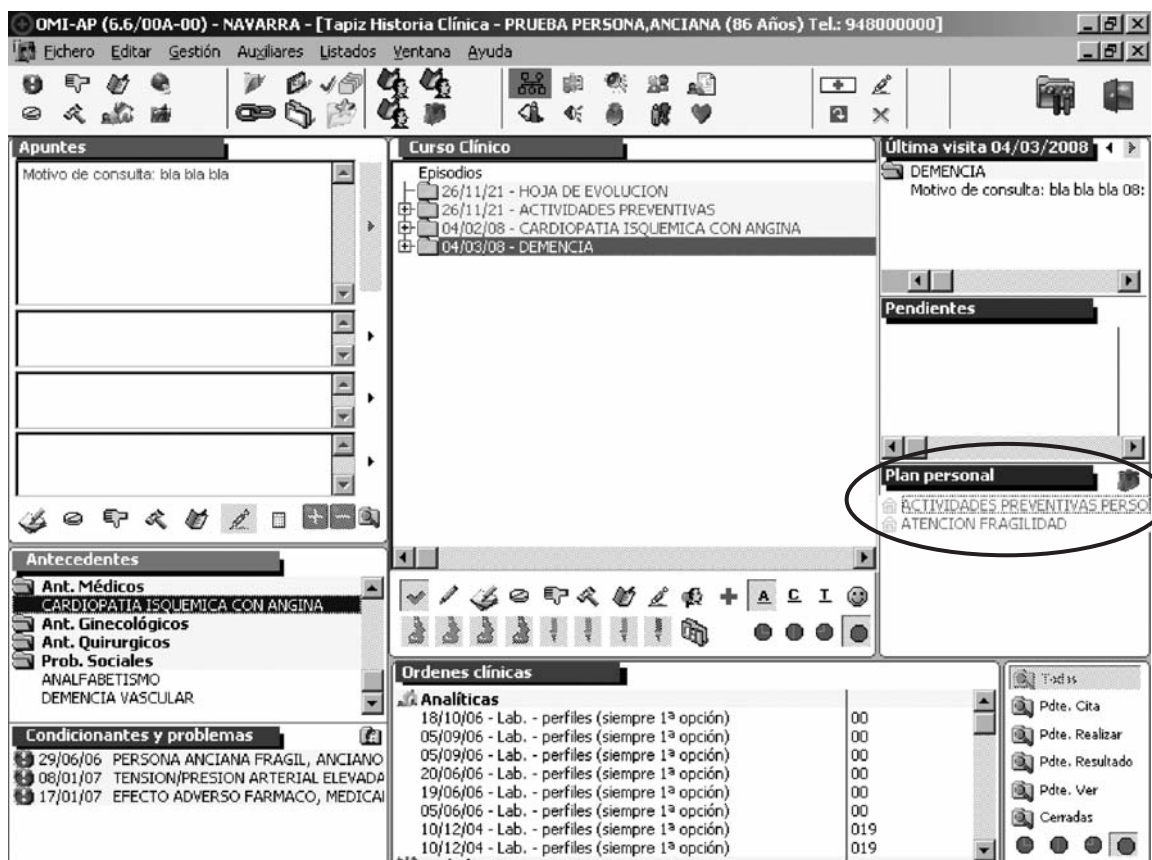 OMI-AP (6.6/00A-00) - NAVARRA - [Tapiz Historia Clínica - PRUEBA PERSONA,ANCIANA (86 Años) Tel.: 948000000]
Fichero Editar Gestión Auxiliares Listados Ventana Ayuda
Apuntes
Motivo de consulta: bla bla bla
Curso Clínico
Episodios
26/11/21 - HOJA DE EVOLUCION
26/11/21 - ACTIVIDADES PREVENTIVAS
04/02/08 - CARDIOPATIA ISQUEMICA CON ANGINA
04/03/08 - DEMENCIA
Última visita 04/03/2008
DEMENCIA
Motivo de consulta: bla bla bla 08:
Pendientes
Plan personal
ACTIVIDADES PREVENTIVAS PERSO
ATENCION FRAGILIDAD
A C T I
Antecedentes
Ant. Médicos
CARDIOPATIA ISQUEMICA CON ANGINA
Ant. Ginecológicos
Ant. Quirurgicos
Prob. Sociales
ANALFABETISMO
DEMENCIA VASCULAR
Condicionantes y problemas
29/06/06 PERSONA ANCIANA FRAGIL, ANCIANO
08/01/07 TENSION/PRESION ARTERIAL ELEVADA
17/01/07 EFECTO ADVERSO FARMACO, MEDICAI
Ordenes clínicas
Analíticas
18/10/06 - Lab. - perfiles (siempre 1ª opción) 00
05/09/06 - Lab. - perfiles (siempre 1ª opción) 00
05/09/06 - Lab. - perfiles (siempre 1ª opción) 00
20/06/06 - Lab. - perfiles (siempre 1ª opción) 00
19/06/06 - Lab. - perfiles (siempre 1ª opción) 00
05/06/06 - Lab. - perfiles (siempre 1ª opción) 00
10/12/04 - Lab. - perfiles (siempre 1ª opción) 019
10/12/04 - Lab. - perfiles (siempre 1ª opción) 019
Todas
Pdte. Cita
Pdte. Realizar
Pdte. Resultado
Pdte. Ver
Cerradas